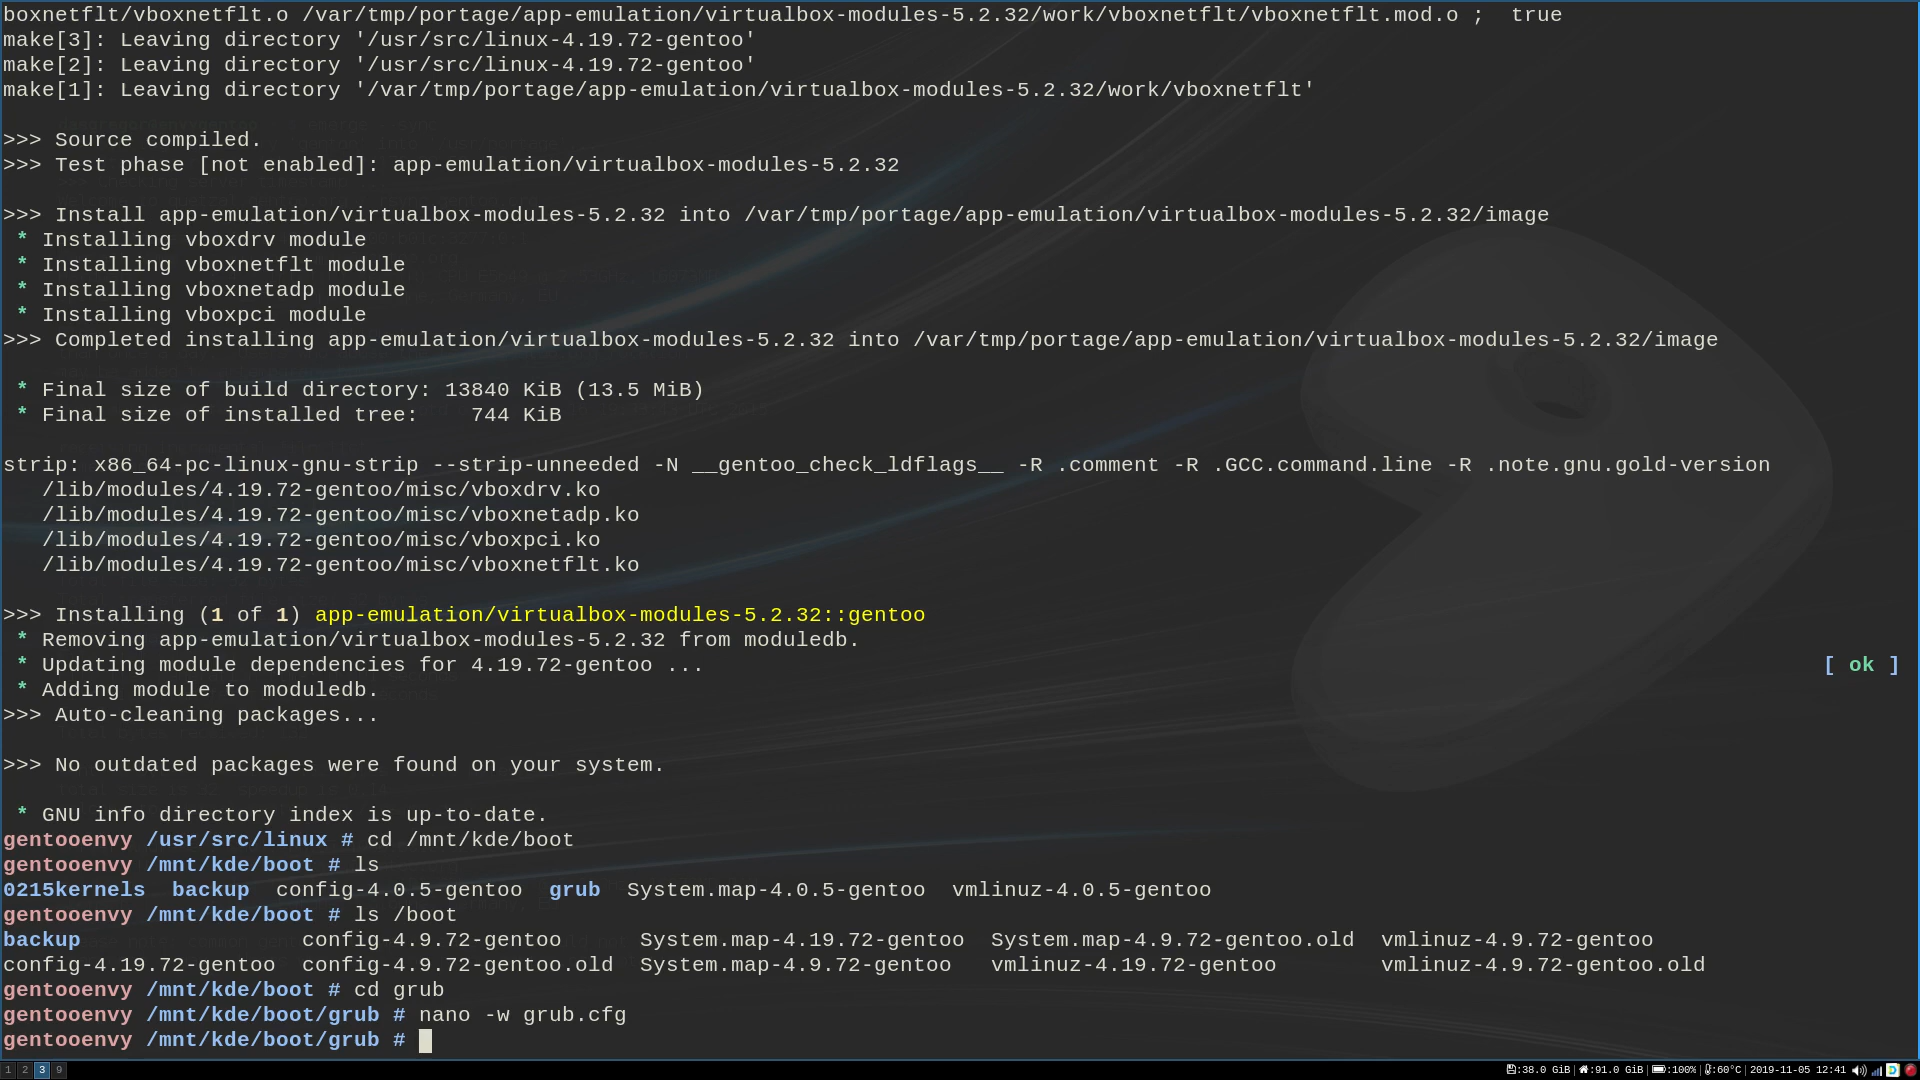 boxnetflt/vboxnetflt.o /var/tmp/portage/app-emulation/virtualbox-modules-5.2.32/work/vboxnetflt/vboxnetflt.mod.o ;  true
make[3]: Leaving directory '/usr/src/linux-4.19.72-gentoo'
make[2]: Leaving directory '/usr/src/linux-4.19.72-gentoo'
make[1]: Leaving directory '/var/tmp/portage/app-emulation/virtualbox-modules-5.2.32/work/vboxnetflt'
>>> Source compiled.
>>> Test phase [not enabled]: app-emulation/virtualbox-modules-5.2.32
>>> Install app-emulation/virtualbox-modules-5.2.32 into /var/tmp/portage/app-emulation/virtualbox-modules-5.2.32/image
 * Installing vboxdrv module
 * Installing vboxnetflt module
 * Installing vboxnetadp module
 * Installing vboxpci module
>>> Completed installing app-emulation/virtualbox-modules-5.2.32 into /var/tmp/portage/app-emulation/virtualbox-modules-5.2.32/image
 * Final size of build directory: 13840 KiB (13.5 MiB)
 * Final size of installed tree:    744 KiB
strip: x86_64-pc-linux-gnu-strip --strip-unneeded -N __gentoo_check_ldflags__ -R .comment -R .GCC.command.line -R .note.gnu.gold-version
   /lib/modules/4.19.72-gentoo/misc/vboxdrv.ko
   /lib/modules/4.19.72-gentoo/misc/vboxnetadp.ko
   /lib/modules/4.19.72-gentoo/misc/vboxpci.ko
   /lib/modules/4.19.72-gentoo/misc/vboxnetflt.ko
>>> Installing (1 of 1) app-emulation/virtualbox-modules-5.2.32::gentoo
 * Removing app-emulation/virtualbox-modules-5.2.32 from moduledb.
 * Updating module dependencies for 4.19.72-gentoo ... [ ok ]
 * Adding module to moduledb.
>>> Auto-cleaning packages...
>>> No outdated packages were found on your system.
 * GNU info directory index is up-to-date.
gentooenvy /usr/src/linux # cd /mnt/kde/boot
gentooenvy /mnt/kde/boot # ls
0215kernels  backup  config-4.0.5-gentoo  grub  System.map-4.0.5-gentoo  vmlinuz-4.0.5-gentoo
gentooenvy /mnt/kde/boot # ls /boot
backup                 config-4.9.72-gentoo      System.map-4.19.72-gentoo  System.map-4.9.72-gentoo.old  vmlinuz-4.9.72-gentoo
config-4.19.72-gentoo  config-4.9.72-gentoo.old  System.map-4.9.72-gentoo   vmlinuz-4.19.72-gentoo        vmlinuz-4.9.72-gentoo.old
gentooenvy /mnt/kde/boot # cd grub
gentooenvy /mnt/kde/boot/grub # nano -w grub.cfg
gentooenvy /mnt/kde/boot/grub #
1 2 3 9 :38.0 GiB | :91.0 GiB | :100% | :60°C | 2019-11-05 12:41